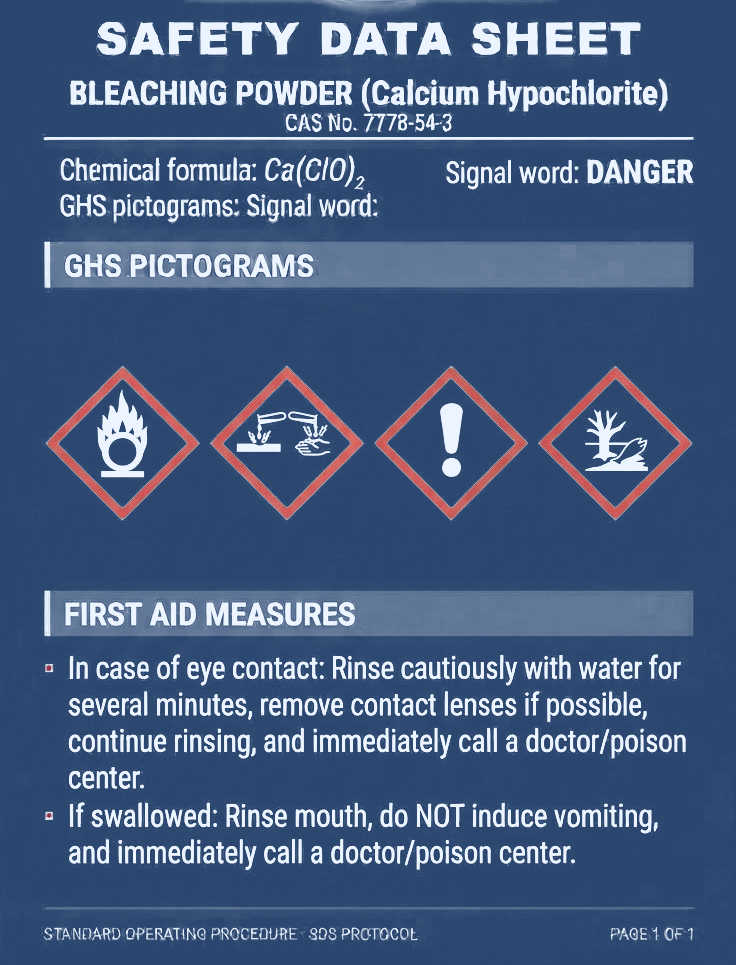 SAFETY DATA SHEET
BLEACHING POWDER (Calcium Hypochlorite)
CAS No. 7778-54-3
Chemical formula: Ca(ClO)₂ Signal word: DANGER
GHS pictograms: Signal word:
GHS PICTOGRAMS
FIRST AID MEASURES
In case of eye contact: Rinse cautiously with water for
several minutes, remove contact lenses if possible,
continue rinsing, and immediately call a doctor/poison
center.
If swallowed: Rinse mouth, do NOT induce vomiting,
and immediately call a doctor/poison center.
STANDARD OPERATING PROCEDURE · SDS PROTOCOL PAGE 1 OF 1